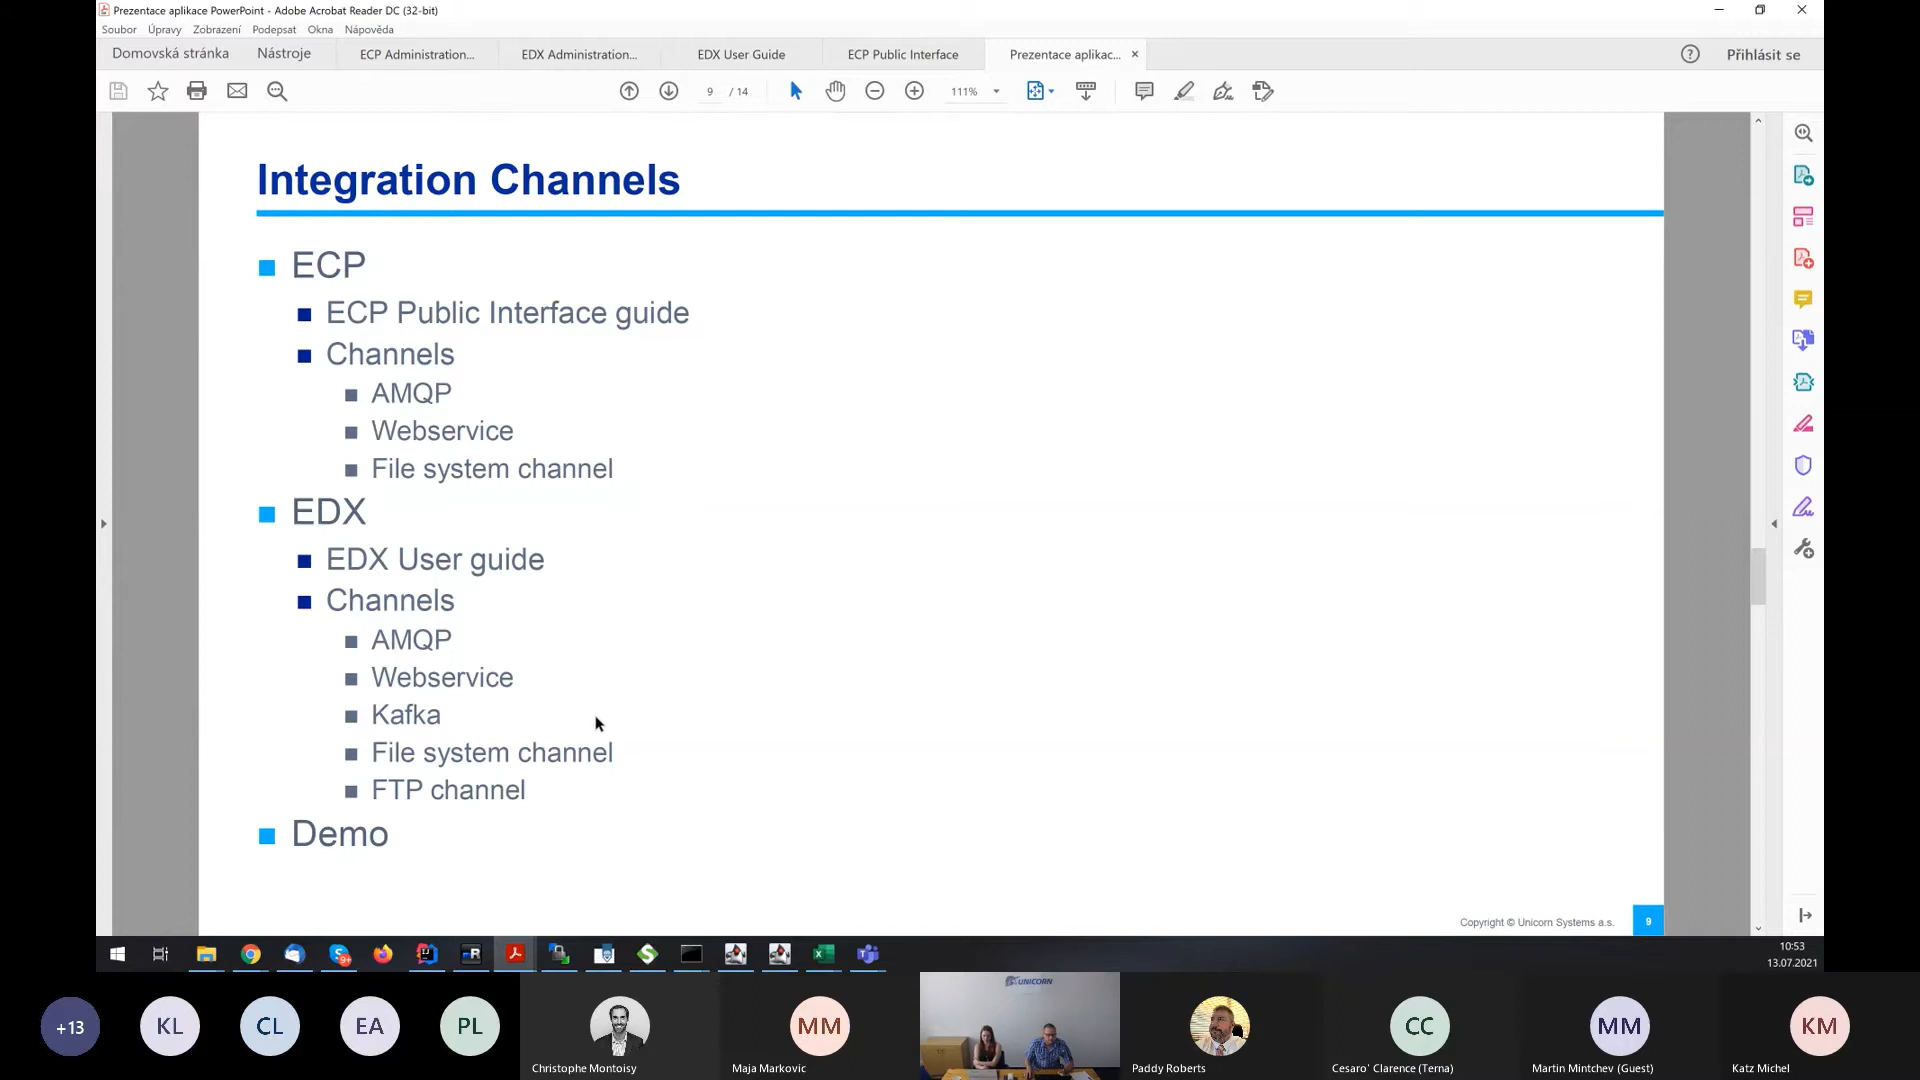 Prezentace aplikace PowerPoint - Adobe Acrobat Reader DC (32-bit)
Soubor Úpravy Zobrazení Podepsat Okna Nápověda
Domovská stránka Nástroje ECP Administration... EDX Administration... EDX User Guide ECP Public Interface Prezentace aplikac... × Přihlásit se
9 / 14 111%
Integration Channels
ECP
ECP Public Interface guide
Channels
AMQP
Webservice
File system channel
EDX
EDX User guide
Channels
AMQP
Webservice
Kafka
File system channel
FTP channel
Demo
Copyright © Unicorn Systems a.s. 9
10:53
13.07.2021
UNICORN
+13 KL CL EA PL MM CC MM KM
Christophe Montoisy Maja Markovic Paddy Roberts Cesaro' Clarence (Terna) Martin Mintchev (Guest) Katz Michel